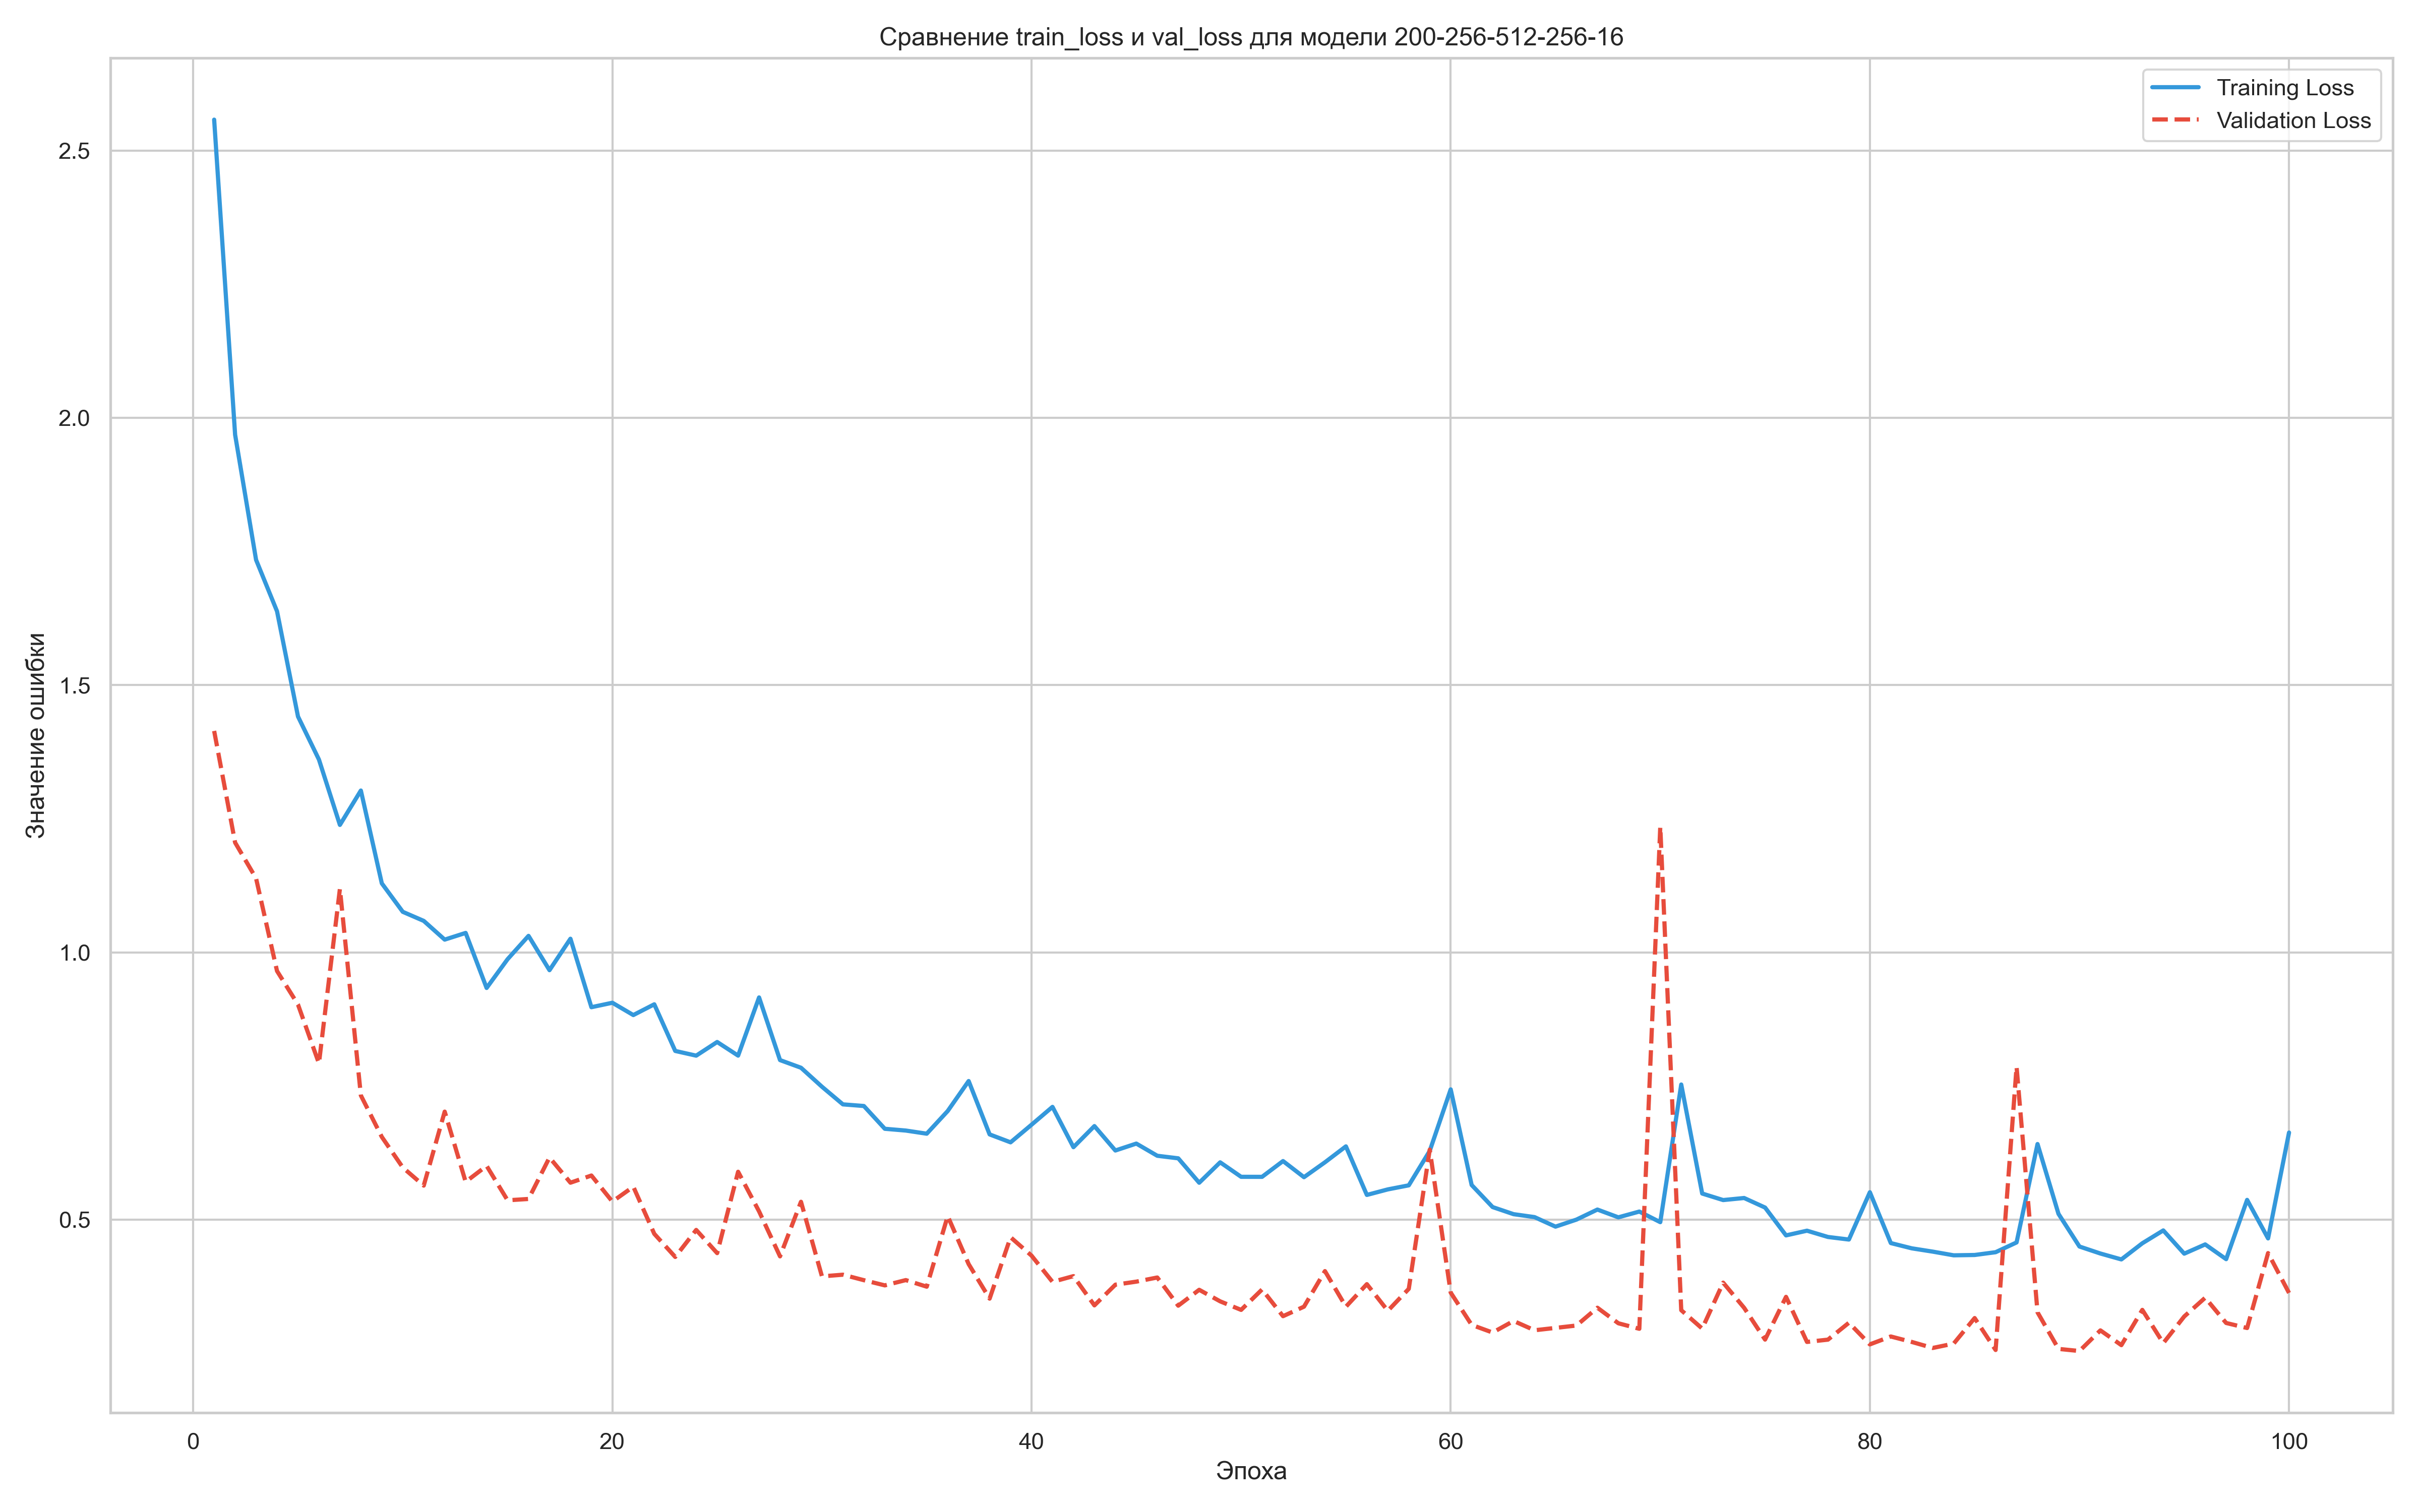 Сравнение train_loss и val_loss для модели 200-256-512-256-16
Training Loss
Validation Loss
2.5
2.0
1.5
1.0
0.5
Значение ошибки
0
20
40
60
80
100
Эпоха